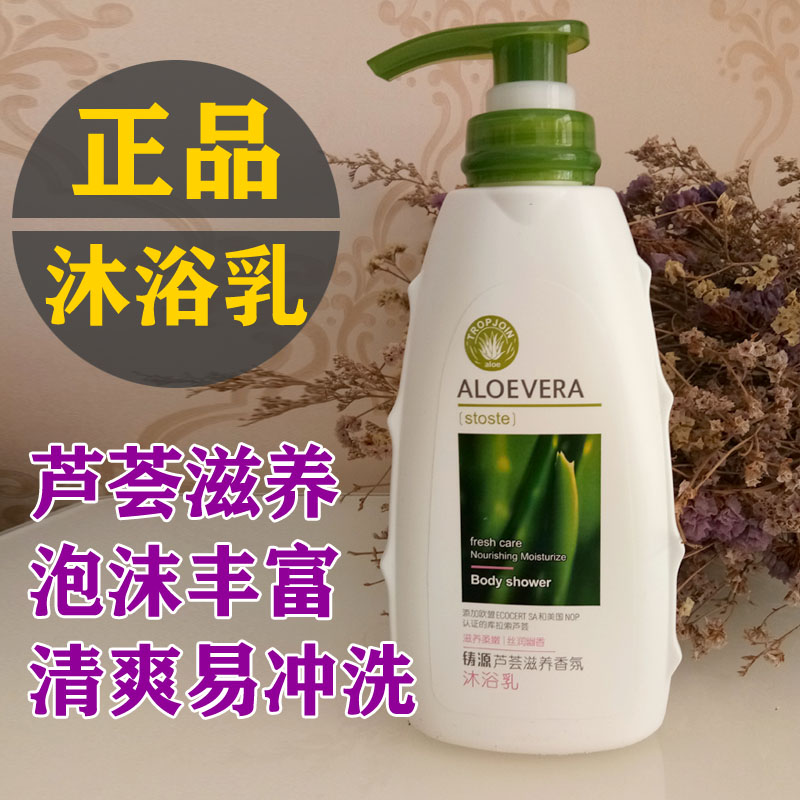 正品
沐浴乳
芦荟滋养
泡沫丰富
清爽易冲洗
TROPJOIN
aloe
ALOEVERA
[stoste]
fresh care
Nourishing Moisturize
Body shower
添加欧盟ECOCERT SA和美国NOP
认证的库拉索芦荟
滋养柔嫩|丝润幽香
铸源芦荟滋养香氛
沐浴乳